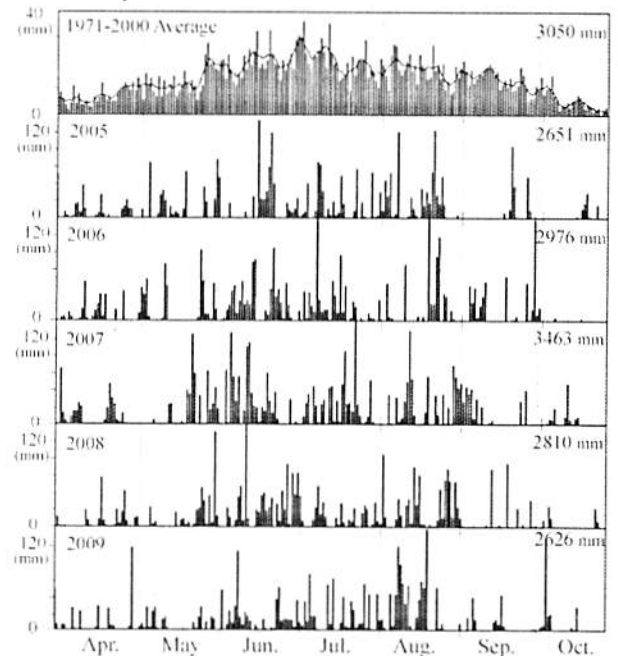 40
(mm)
1971-2000 Average
3050 mm
0
120
(mm)
2005
2651 mm
0
120
(mm)
2006
2976 mm
0
120
(mm)
2007
3463 mm
0
120
(mm)
2008
2810 mm
0
120
(mm)
2009
2626 mm
0
Apr. May Jun. Jul. Aug. Sep. Oct.